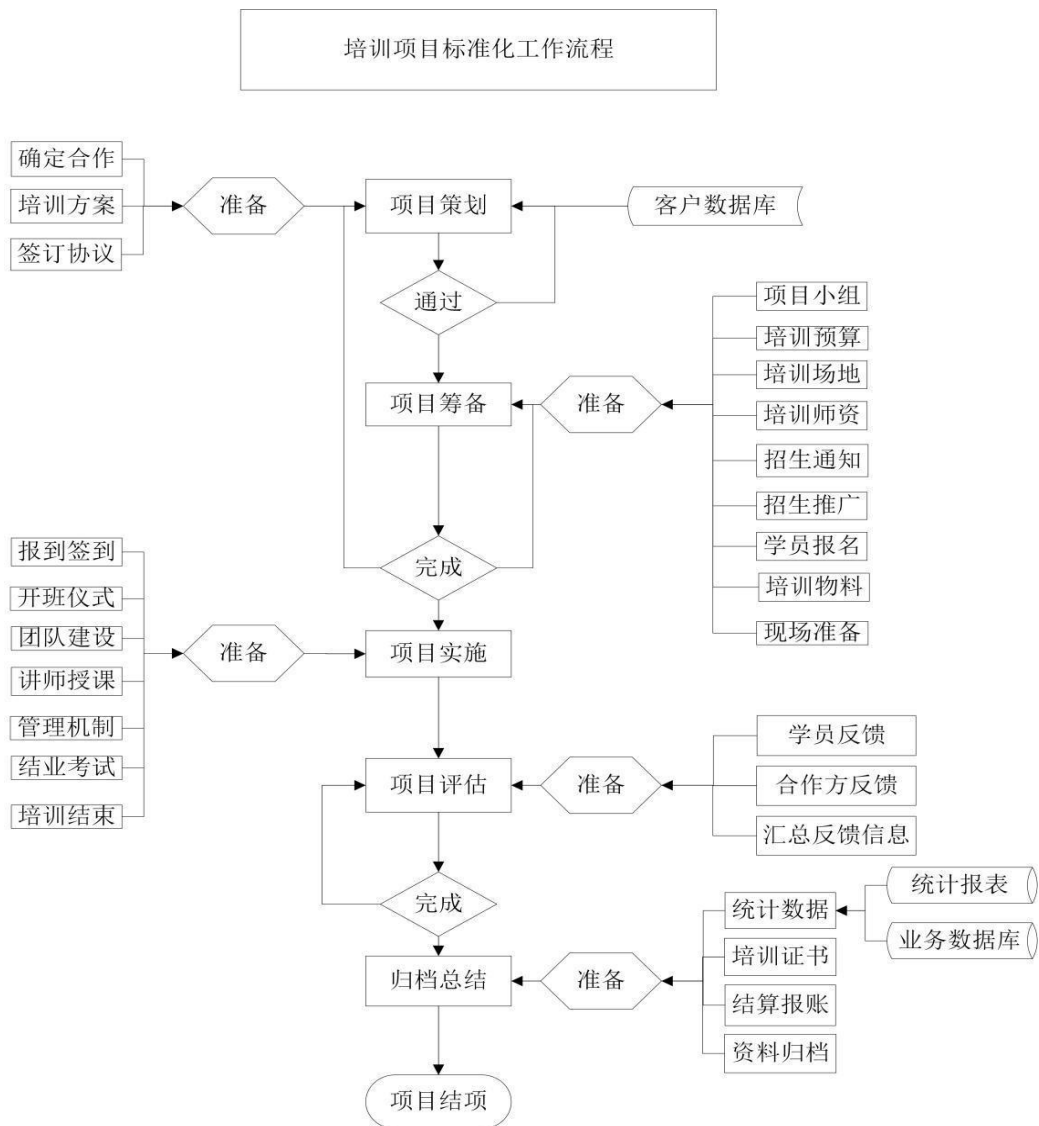 培训项目标准化工作流程
确定合作
培训方案
签订协议
准备
项目策划
客户数据库
通过
项目筹备
准备
项目小组
培训预算
培训场地
培训师资
招生通知
招生推广
学员报名
培训物料
现场准备
完成
报到签到
开班仪式
团队建设
讲师授课
管理机制
结业考试
培训结束
准备
项目实施
项目评估
准备
学员反馈
合作方反馈
汇总反馈信息
完成
归档总结
准备
统计数据
培训证书
结算报账
资料归档
统计报表
业务数据库
项目结项